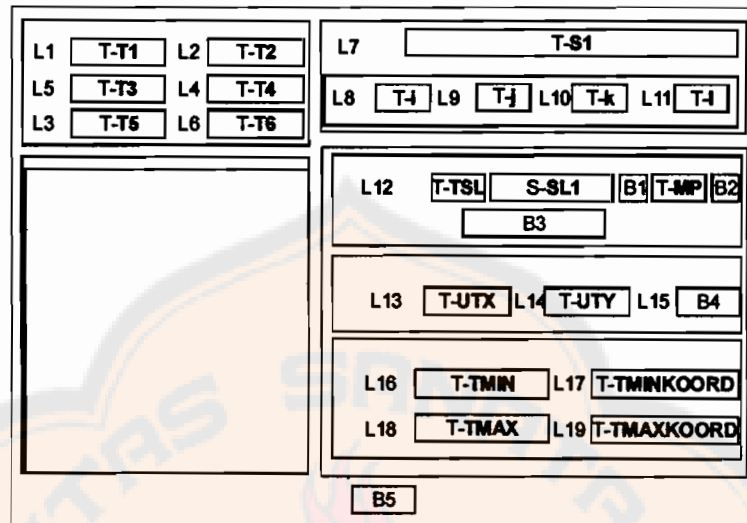 L1 T-T1 L2 T-T2
L5 T-T3 L4 T-T4
L3 T-T5 L6 T-T6
L7 T-S1
L8 T-i L9 T-j L10 T-k L11 T-l
L12 T-TSL S-SL1 B1 T-MP B2
B3
L13 T-UTX L14 T-UTY L15 B4
L16 T-TMIN L17 T-TMINKOORD
L18 T-TMAX L19 T-TMAXKOORD
B5